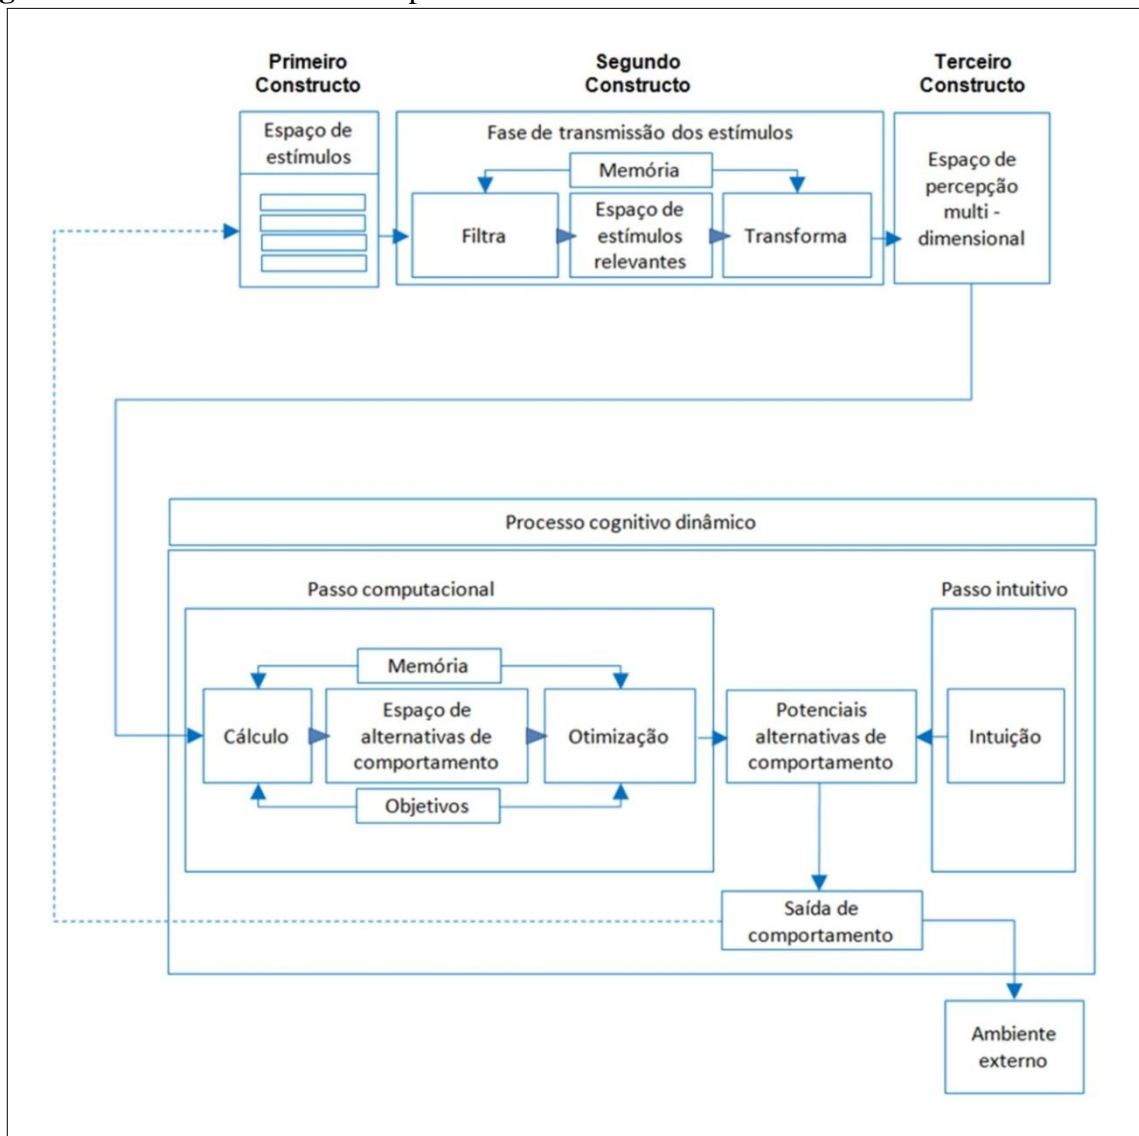 Primeiro
Constructo
Segundo
Constructo
Terceiro
Constructo
Espaço de
estímulos
Fase de transmissão dos estímulos
Memória
Filtra
Espaço de
estímulos
relevantes
Transforma
Espaço de
percepção
multi -
dimensional
Processo cognitivo dinâmico
Passo computacional
Passo intuitivo
Memória
Cálculo
Espaço de
alternativas de
comportamento
Otimização
Objetivos
Potenciais
alternativas de
comportamento
Intuição
Saída de
comportamento
Ambiente
externo